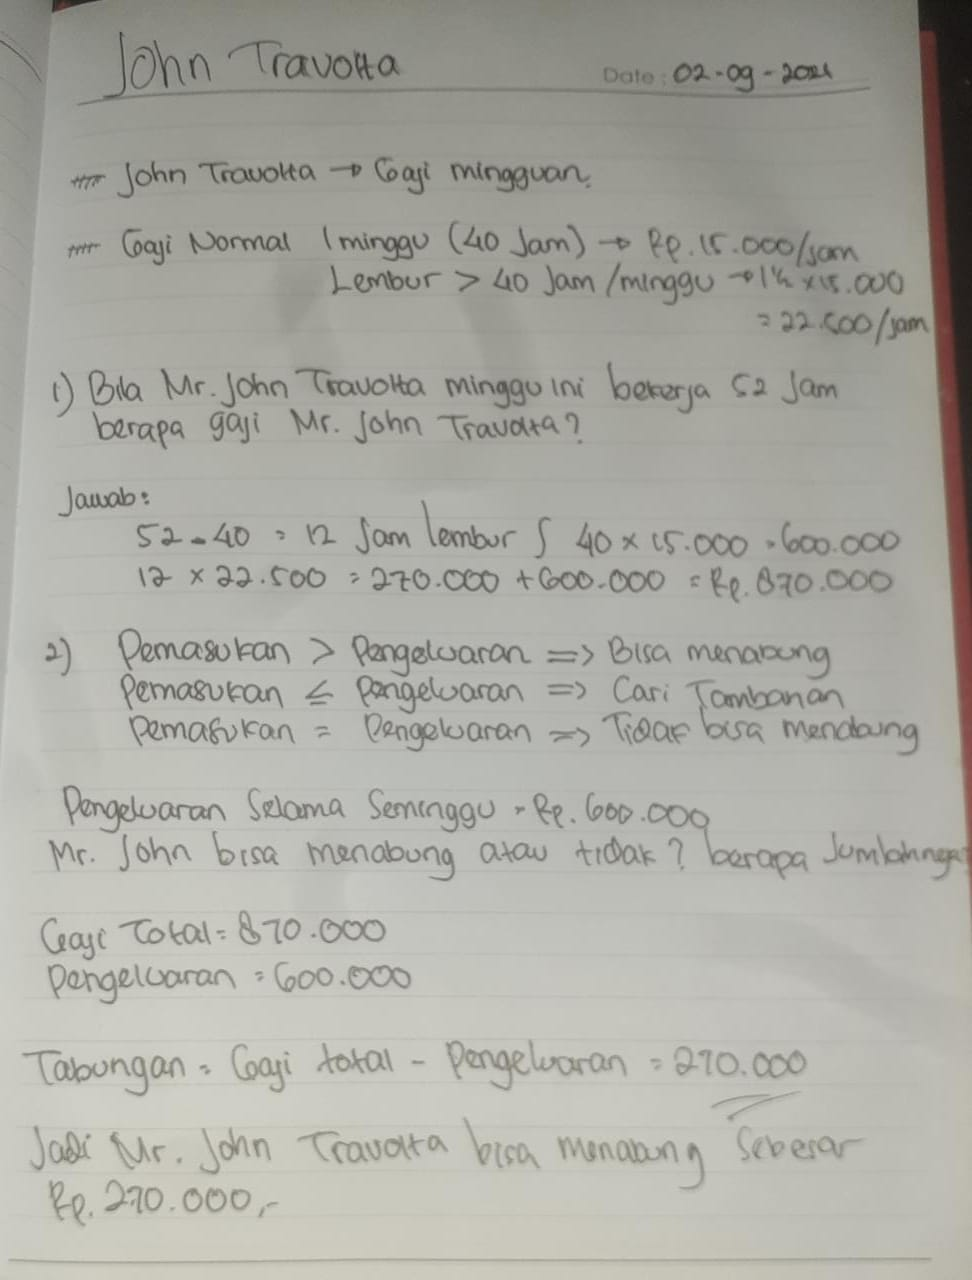 John Travolta
Date: 02-09-2021
John Travolta → Gaji mingguan.
Gaji Normal 1 minggu (40 Jam) → Rp. 15.000/jam
Lembur > 40 Jam/minggu → 1½ x 15.000
= 22.500/jam
1) Bila Mr. John Travolta minggu ini bekerja 52 Jam
berapa gaji Mr. John Travolta?
Jawab:
52 - 40 = 12 Jam lembur ∫ 40 x 15.000 = 600.000
12 x 22.500 = 270.000 + 600.000 = Rp. 870.000
2) Pemasukan > Pengeluaran => Bisa menabung
Pemasukan ≤ Pengeluaran => Cari Tambahan
Pemasukan = Pengeluaran => Tidak bisa menabung
Pengeluaran Selama Seminggu = Rp. 600.000
Mr. John bisa menabung atau tidak? berapa Jumlahnya
Gaji Total = 870.000
Pengeluaran = 600.000
Tabungan = Gaji total - Pengeluaran = 270.000
Jadi Mr. John Travolta bisa menabung Sebesar
Rp. 270.000,-